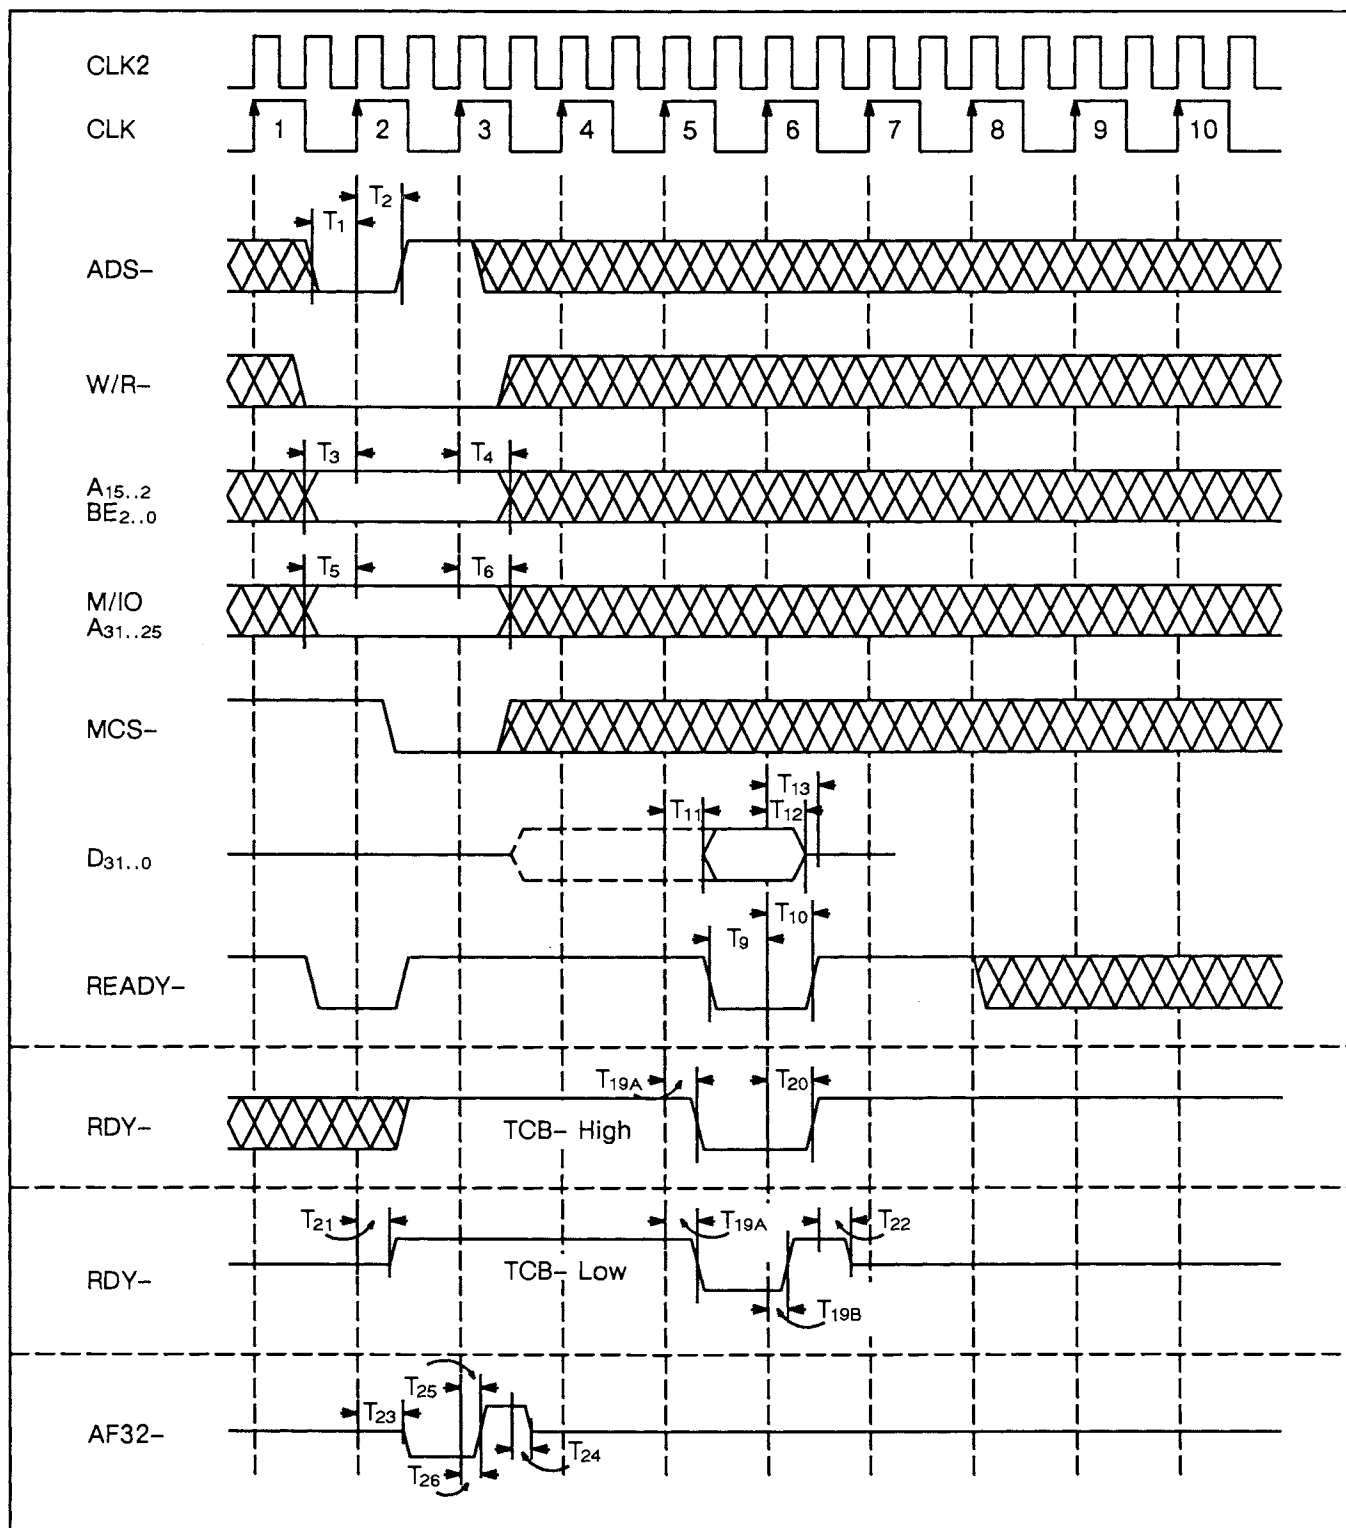 CLK2
CLK
1 2 3 4 5 6 7 8 9 10
T2
T1
ADS–
W/R–
T3 T4
A15..2
BE2..0
T5 T6
M/IO
A31..25
MCS–
T13
T11 T12
D31..0
T10
T9
READY–
T19A T20
RDY–
TCB– High
T21 T19A T22
TCB– Low
RDY–
T19B
T25
T23
AF32–
T24
T26